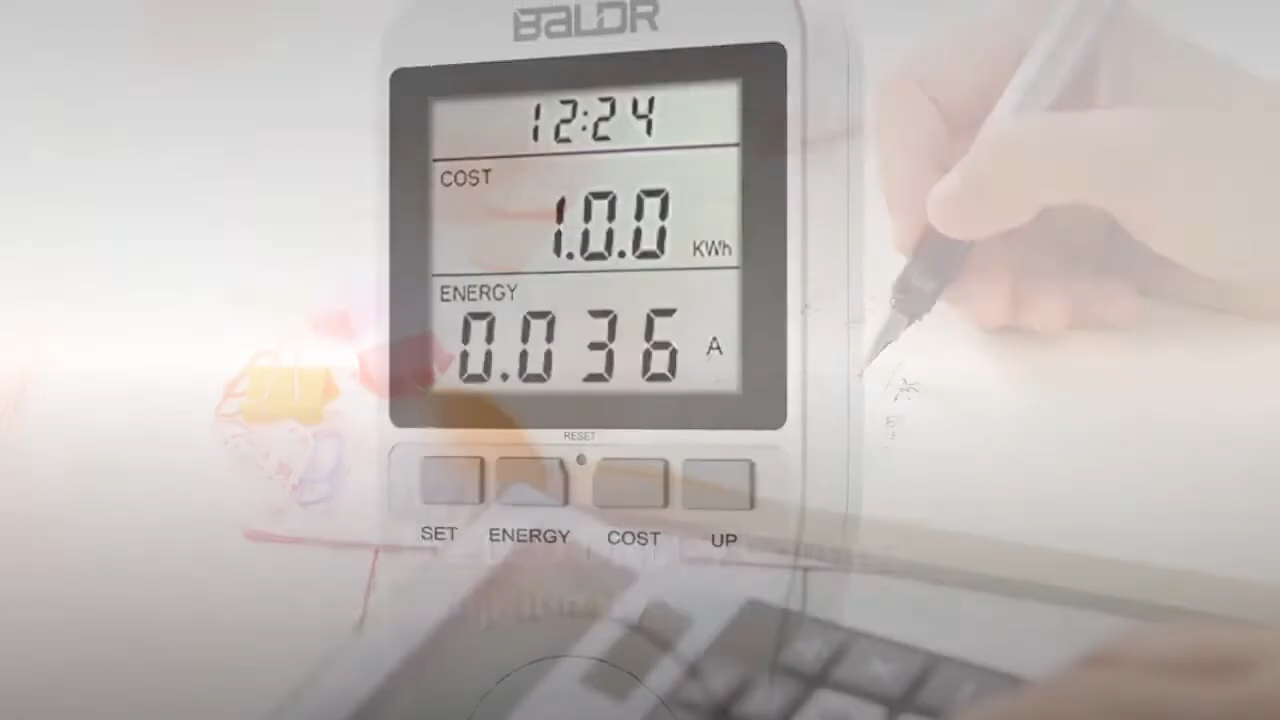 BALDR
12:24
COST
1.0.0 KWh
ENERGY
0.036 A
RESET
SET ENERGY COST UP